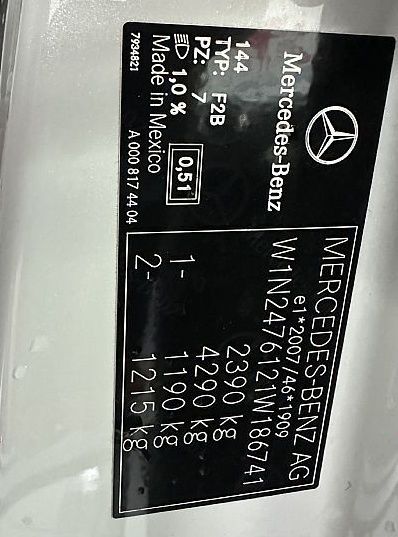 Mercedes-Benz
144
TYP: F2B
PZ: 7
1,0 %
0,51
Made in Mexico
7934821
A 000 817 44 04
MERCEDES-BENZ AG
e1*2007/46*1909
W1N2476121W186741
2390 kg
4290 kg
1- 1190 kg
2- 1215 kg